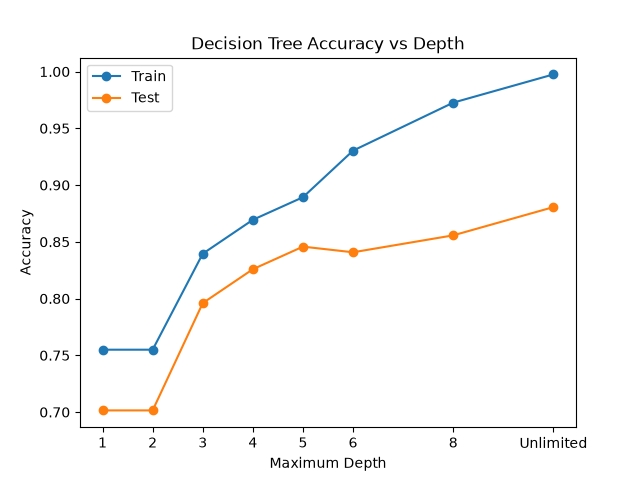 Decision Tree Accuracy vs Depth
Train
Test
1.00
0.95
0.90
0.85
0.80
0.75
0.70
Accuracy
1 2 3 4 5 6 8 Unlimited
Maximum Depth